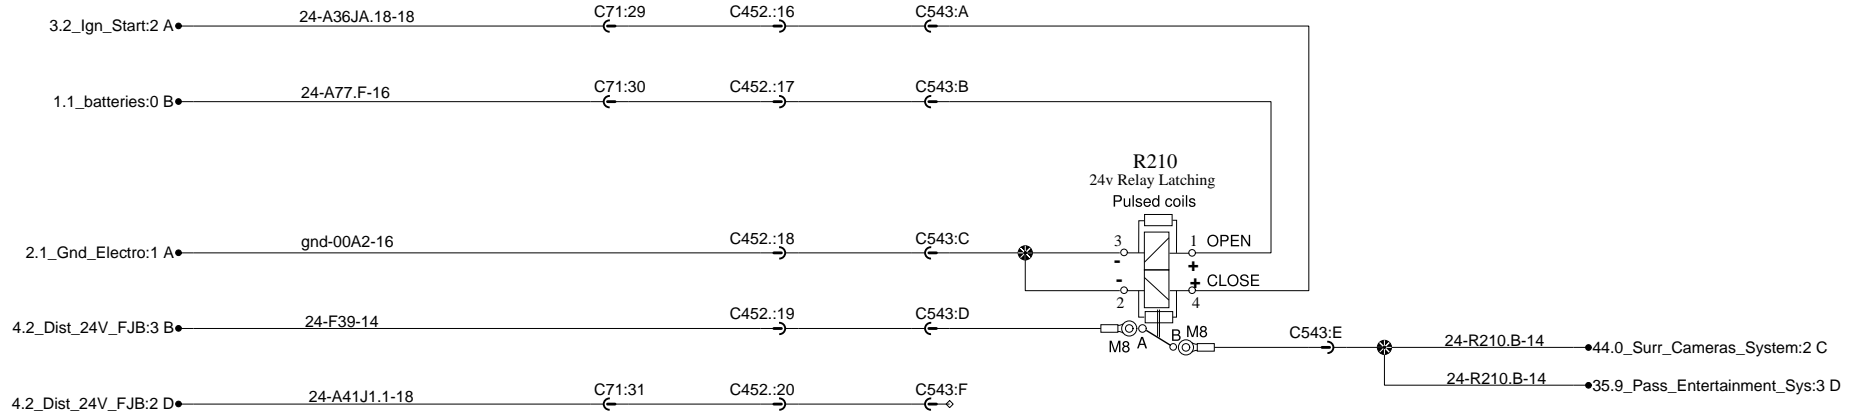 3.2_Ign_Start:2 A
24-A36JA.18-18
C71:29
C452.:16
C543:A
1.1_batteries:0 B
24-A77.F-16
C71:30
C452.:17
C543:B
R210
24v Relay Latching
Pulsed coils
2.1_Gnd_Electro:1 A
gnd-00A2-16
C452.:18
C543:C
3
1
OPEN
-
+
-
+
CLOSE
2
4
4.2_Dist_24V_FJB:3 B
24-F39-14
C452.:19
C543:D
M8
A
B
M8
C543:E
24-R210.B-14
44.0_Surr_Cameras_System:2 C
24-R210.B-14
35.9_Pass_Entertainment_Sys:3 D
4.2_Dist_24V_FJB:2 D
24-A41J1.1-18
C71:31
C452.:20
C543:F